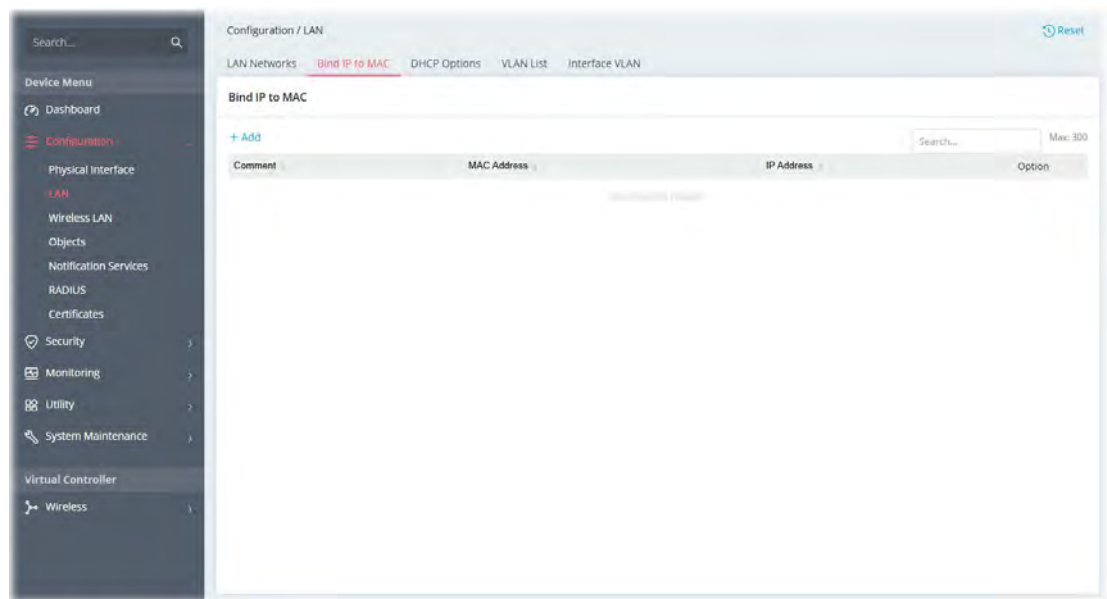 Search...
Device Menu
Dashboard
Configuration
Physical Interface
LAN
Wireless LAN
Objects
Notification Services
RADIUS
Certificates
Security
Monitoring
Utility
System Maintenance
Virtual Controller
Wireless
Configuration / LAN
Reset
LAN Networks Bind IP to MAC DHCP Options VLAN List Interface VLAN
Bind IP to MAC
+ Add
Search...
Max: 300
Comment MAC Address IP Address Option